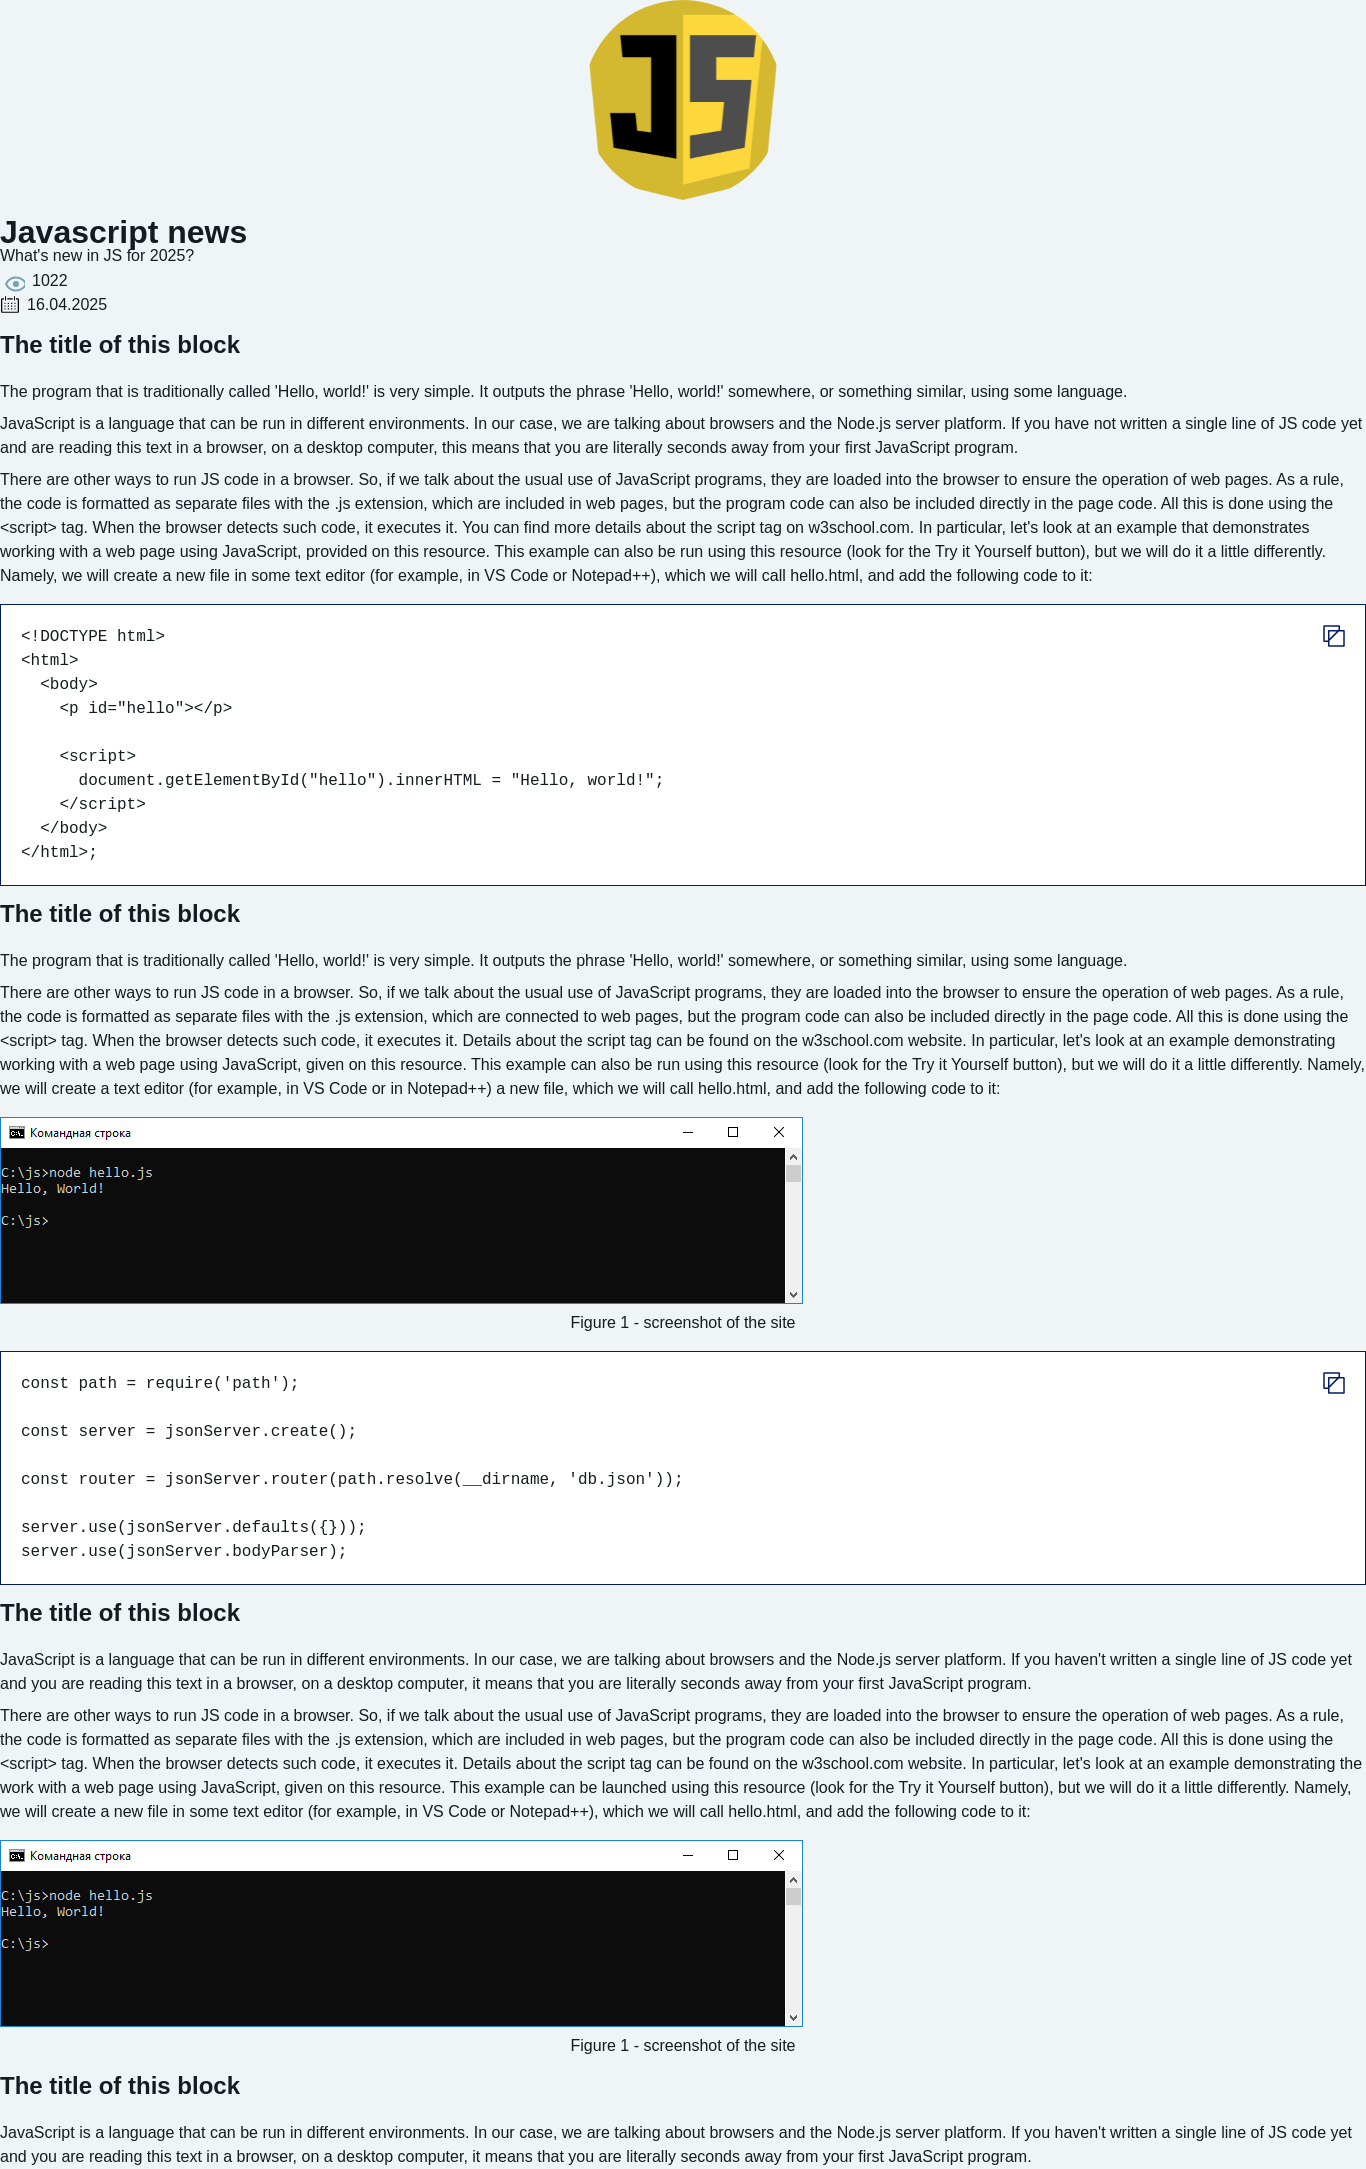 JS
Javascript news
What's new in JS for 2025?
1022
16.04.2025
The title of this block
The program that is traditionally called 'Hello, world!' is very simple. It outputs the phrase 'Hello, world!' somewhere, or something similar, using some language.
JavaScript is a language that can be run in different environments. In our case, we are talking about browsers and the Node.js server platform. If you have not written a single line of JS code yet
and are reading this text in a browser, on a desktop computer, this means that you are literally seconds away from your first JavaScript program.
There are other ways to run JS code in a browser. So, if we talk about the usual use of JavaScript programs, they are loaded into the browser to ensure the operation of web pages. As a rule,
the code is formatted as separate files with the .js extension, which are included in web pages, but the program code can also be included directly in the page code. All this is done using the
<script> tag. When the browser detects such code, it executes it. You can find more details about the script tag on w3school.com. In particular, let's look at an example that demonstrates
working with a web page using JavaScript, provided on this resource. This example can also be run using this resource (look for the Try it Yourself button), but we will do it a little differently.
Namely, we will create a new file in some text editor (for example, in VS Code or Notepad++), which we will call hello.html, and add the following code to it:
<!DOCTYPE html>
<html>
  <body>
    <p id="hello"></p>
    <script>
      document.getElementById("hello").innerHTML = "Hello, world!";
    </script>
  </body>
</html>;
The title of this block
The program that is traditionally called 'Hello, world!' is very simple. It outputs the phrase 'Hello, world!' somewhere, or something similar, using some language.
There are other ways to run JS code in a browser. So, if we talk about the usual use of JavaScript programs, they are loaded into the browser to ensure the operation of web pages. As a rule,
the code is formatted as separate files with the .js extension, which are connected to web pages, but the program code can also be included directly in the page code. All this is done using the
<script> tag. When the browser detects such code, it executes it. Details about the script tag can be found on the w3school.com website. In particular, let's look at an example demonstrating
working with a web page using JavaScript, given on this resource. This example can also be run using this resource (look for the Try it Yourself button), but we will do it a little differently. Namely,
we will create a text editor (for example, in VS Code or in Notepad++) a new file, which we will call hello.html, and add the following code to it:
Командная строка
C:\js>node hello.js
Hello, World!
C:\js>
Figure 1 - screenshot of the site
const path = require('path');
const server = jsonServer.create();
const router = jsonServer.router(path.resolve(__dirname, 'db.json'));
server.use(jsonServer.defaults({}));
server.use(jsonServer.bodyParser);
The title of this block
JavaScript is a language that can be run in different environments. In our case, we are talking about browsers and the Node.js server platform. If you haven't written a single line of JS code yet
and you are reading this text in a browser, on a desktop computer, it means that you are literally seconds away from your first JavaScript program.
There are other ways to run JS code in a browser. So, if we talk about the usual use of JavaScript programs, they are loaded into the browser to ensure the operation of web pages. As a rule,
the code is formatted as separate files with the .js extension, which are included in web pages, but the program code can also be included directly in the page code. All this is done using the
<script> tag. When the browser detects such code, it executes it. Details about the script tag can be found on the w3school.com website. In particular, let's look at an example demonstrating the
work with a web page using JavaScript, given on this resource. This example can be launched using this resource (look for the Try it Yourself button), but we will do it a little differently. Namely,
we will create a new file in some text editor (for example, in VS Code or Notepad++), which we will call hello.html, and add the following code to it:
Командная строка
C:\js>node hello.js
Hello, World!
C:\js>
Figure 1 - screenshot of the site
The title of this block
JavaScript is a language that can be run in different environments. In our case, we are talking about browsers and the Node.js server platform. If you haven't written a single line of JS code yet
and you are reading this text in a browser, on a desktop computer, it means that you are literally seconds away from your first JavaScript program.